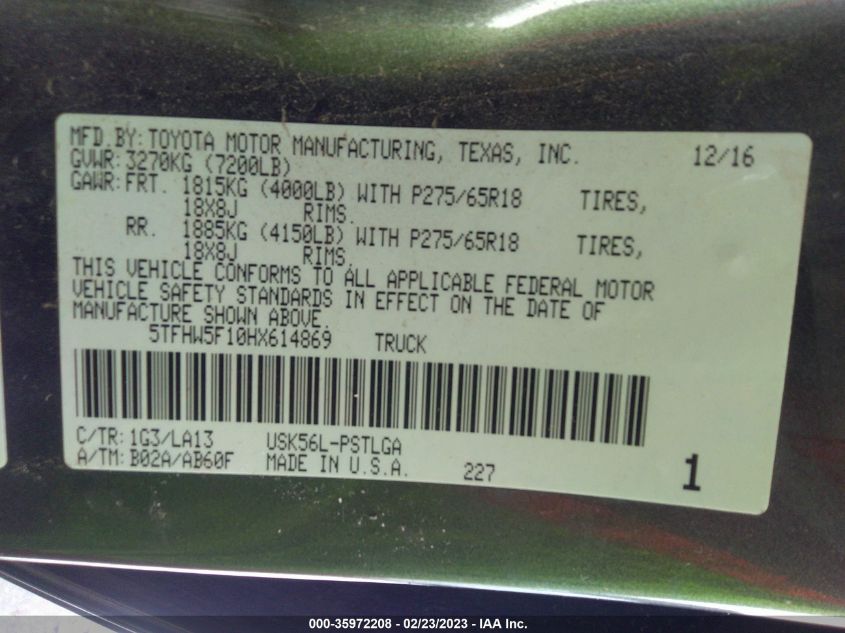 MFD.BY: TOYOTA MOTOR MANUFACTURING, TEXAS, INC. 12/16
GVWR: 3270KG (7200LB)
GAWR: FRT. 1815KG (4000LB) WITH P275/65R18 TIRES,
18X8J RIMS.
RR. 1885KG (4150LB) WITH P275/65R18 TIRES,
18X8J RIMS.
THIS VEHICLE CONFORMS TO ALL APPLICABLE FEDERAL MOTOR
VEHICLE SAFETY STANDARDS IN EFFECT ON THE DATE OF
MANUFACTURE SHOWN ABOVE.
5TFHW5F10HX614869 TRUCK
C/TR: 1G3/LA13 USK56L-PSTLGA
A/TM: B02A/AB60F MADE IN U.S.A. 227 1
000-35972208 - 02/23/2023 - IAA Inc.